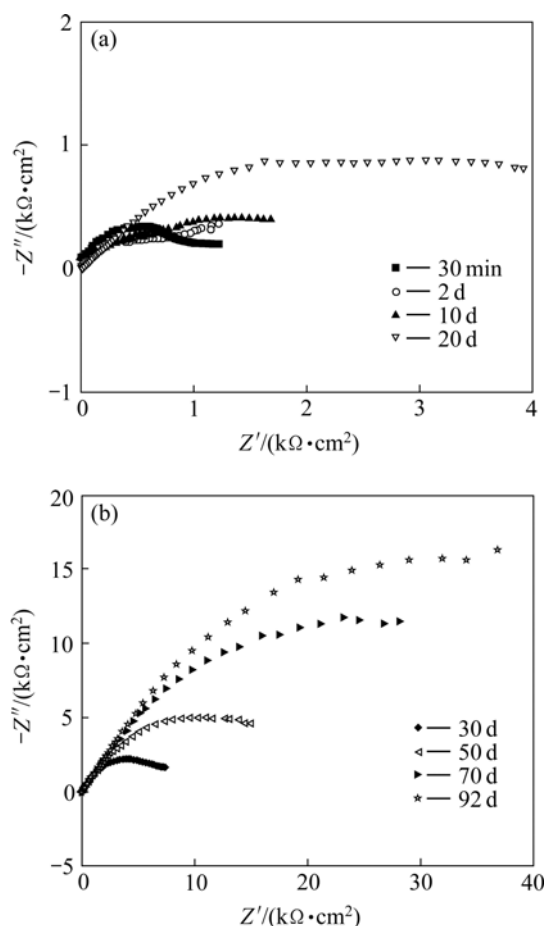 (a)
2
1
0
−1
−Z″/(kΩ•cm²)
30 min
2 d
10 d
20 d
0 1 2 3 4
Z′/(kΩ•cm²)
(b)
20
15
10
5
0
−5
−Z″/(kΩ•cm²)
30 d
50 d
70 d
92 d
0 10 20 30 40
Z′/(kΩ•cm²)